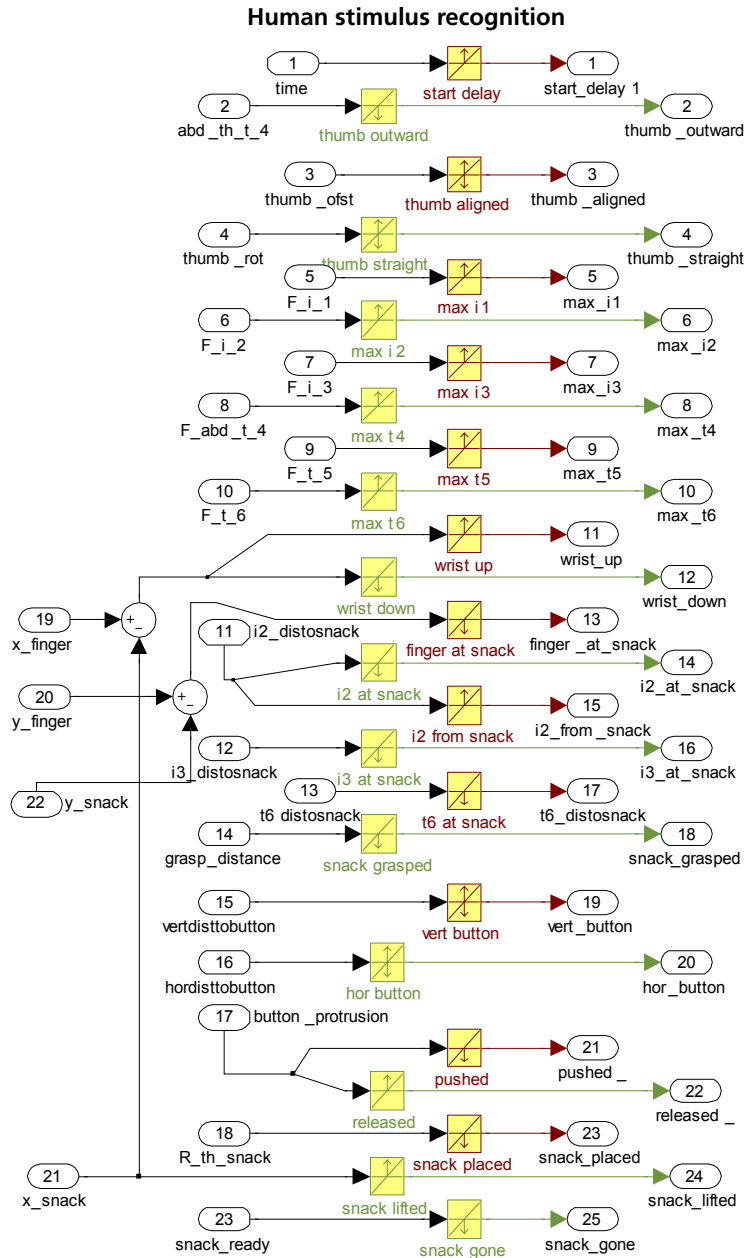 Human stimulus recognition
1 1
time start delay start_delay 1
2 2
abd _th_t_4 thumb outward thumb _outward
3 3
thumb _ofst thumb aligned thumb _aligned
4 4
thumb _rot thumb straight thumb _straight
5 5
F_i_1 max i 1 max_i1
6 6
F_i_2 max i 2 max _i2
7 7
F_i_3 max i 3 max_i3
8 8
F_abd _t_4 max t 4 max _t4
9 9
F_t_5 max t5 max_t5
10 10
F_t_6 max t 6 max _t6
11
wrist up wrist_up
12
wrist down wrist_down
19 + − 13
x_finger 11 i2_distosnack finger at snack finger _at_snack
14
20 + − i2 at snack i2_at_snack
y_finger 15
i2 from snack i2_from _snack
12 16
i3_distosnack i3 at snack i3_at_snack
22 y_snack 13 17
t6 distosnack t6 at snack t6_distosnack
14 18
grasp_distance snack grasped snack_grasped
15 19
vertdisttobutton vert button vert _button
16 20
hordisttobutton hor button hor _button
17 button _protrusion
21
pushed pushed _
22
released released _
18 23
R_th_snack snack placed snack_placed
21 24
x_snack snack lifted snack_lifted
23 25
snack_ready snack gone snack_gone